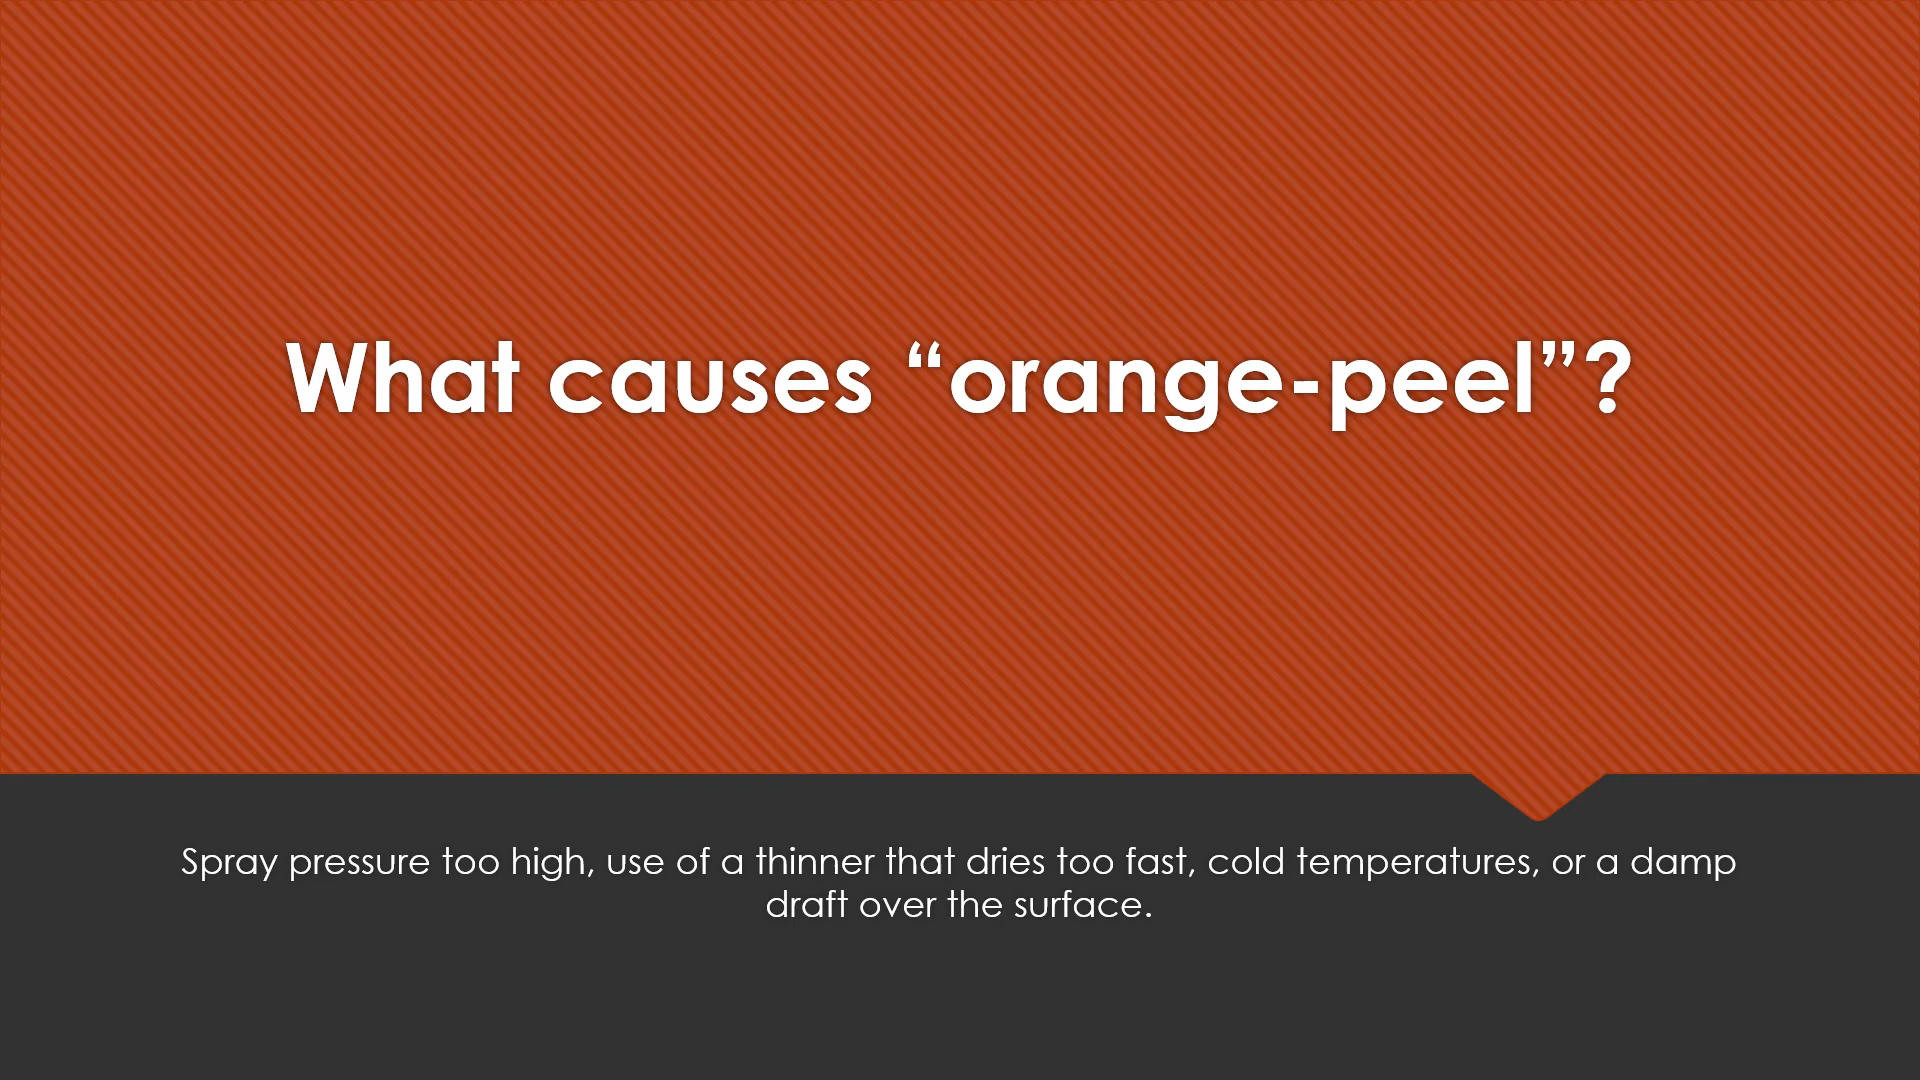 What causes “orange-peel”?
Spray pressure too high, use of a thinner that dries too fast, cold temperatures, or a damp
draft over the surface.